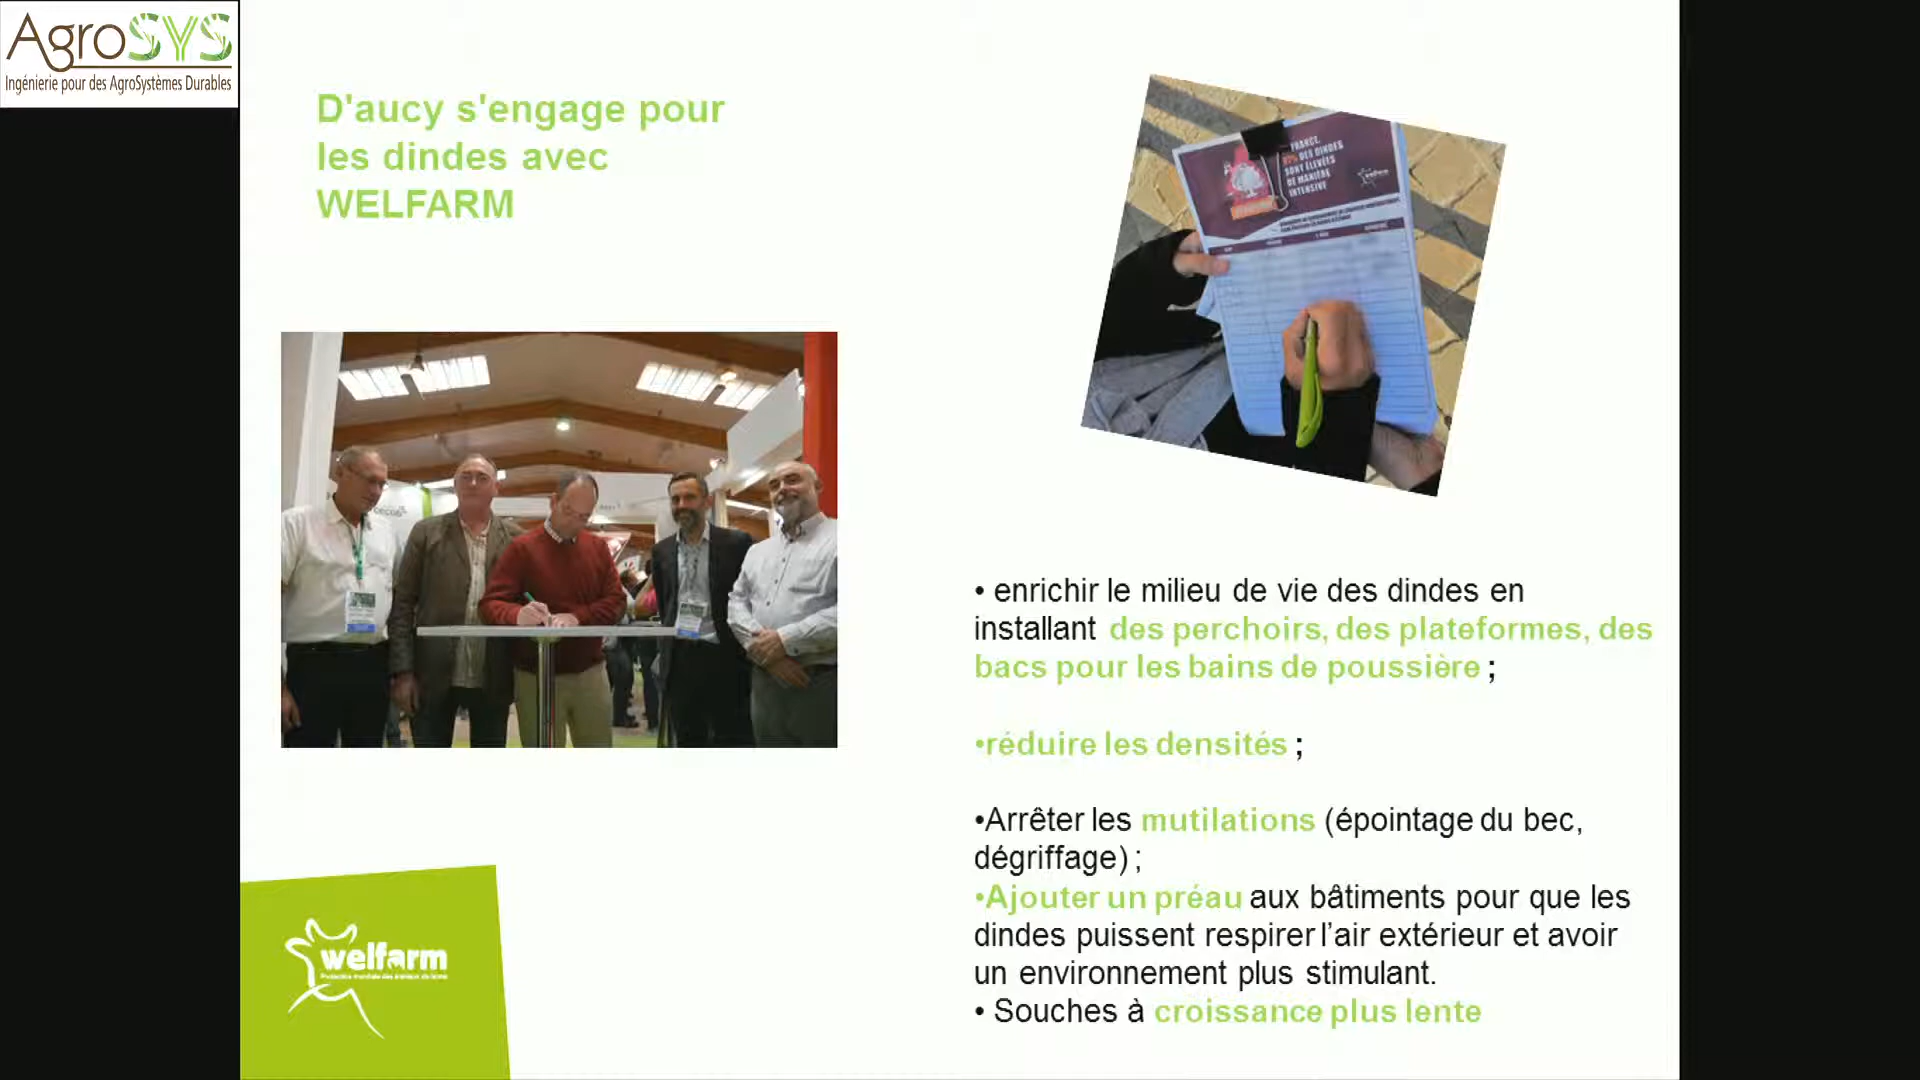 AgroSYS
Ingénierie pour des AgroSystèmes Durables
D'aucy s'engage pour
les dindes avec
WELFARM
FRANCE,
DES DINDES
SONT ÉLEVÉES
DE MANIÈRE
INTENSIVE
• enrichir le milieu de vie des dindes en
installant des perchoirs, des plateformes, des
bacs pour les bains de poussière ;
•réduire les densités ;
•Arrêter les mutilations (épointage du bec,
dégriffage) ;
•Ajouter un préau aux bâtiments pour que les
dindes puissent respirer l’air extérieur et avoir
un environnement plus stimulant.
• Souches à croissance plus lente
welfarm